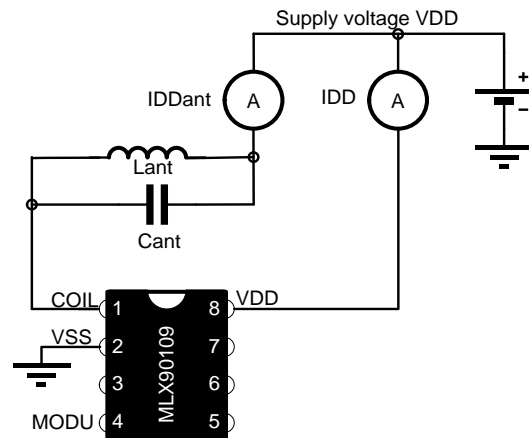 Supply voltage VDD
IDDant
A
IDD
A
+
−
Lant
Cant
COIL
1
8
VDD
VSS
2
7
MLX90109
3
6
MODU
4
5